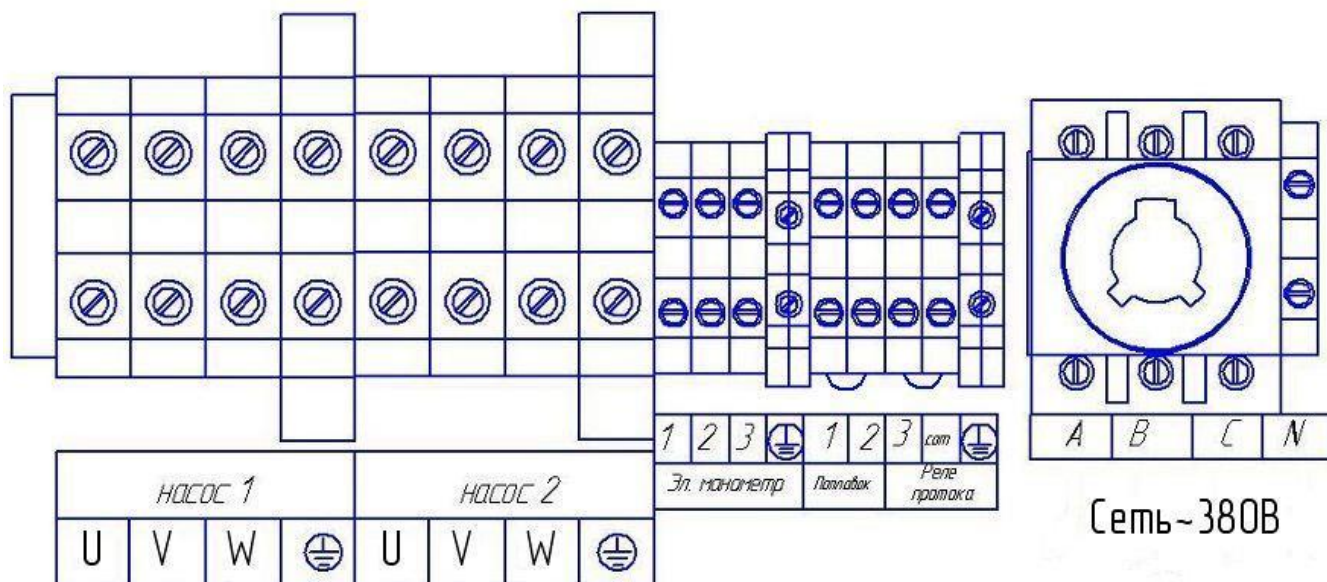 1 2 3 1 2 3 com
Эл. манометр Поплавок Реле протока
A B C N
Сеть~380В
насос 1 насос 2
U V W U V W